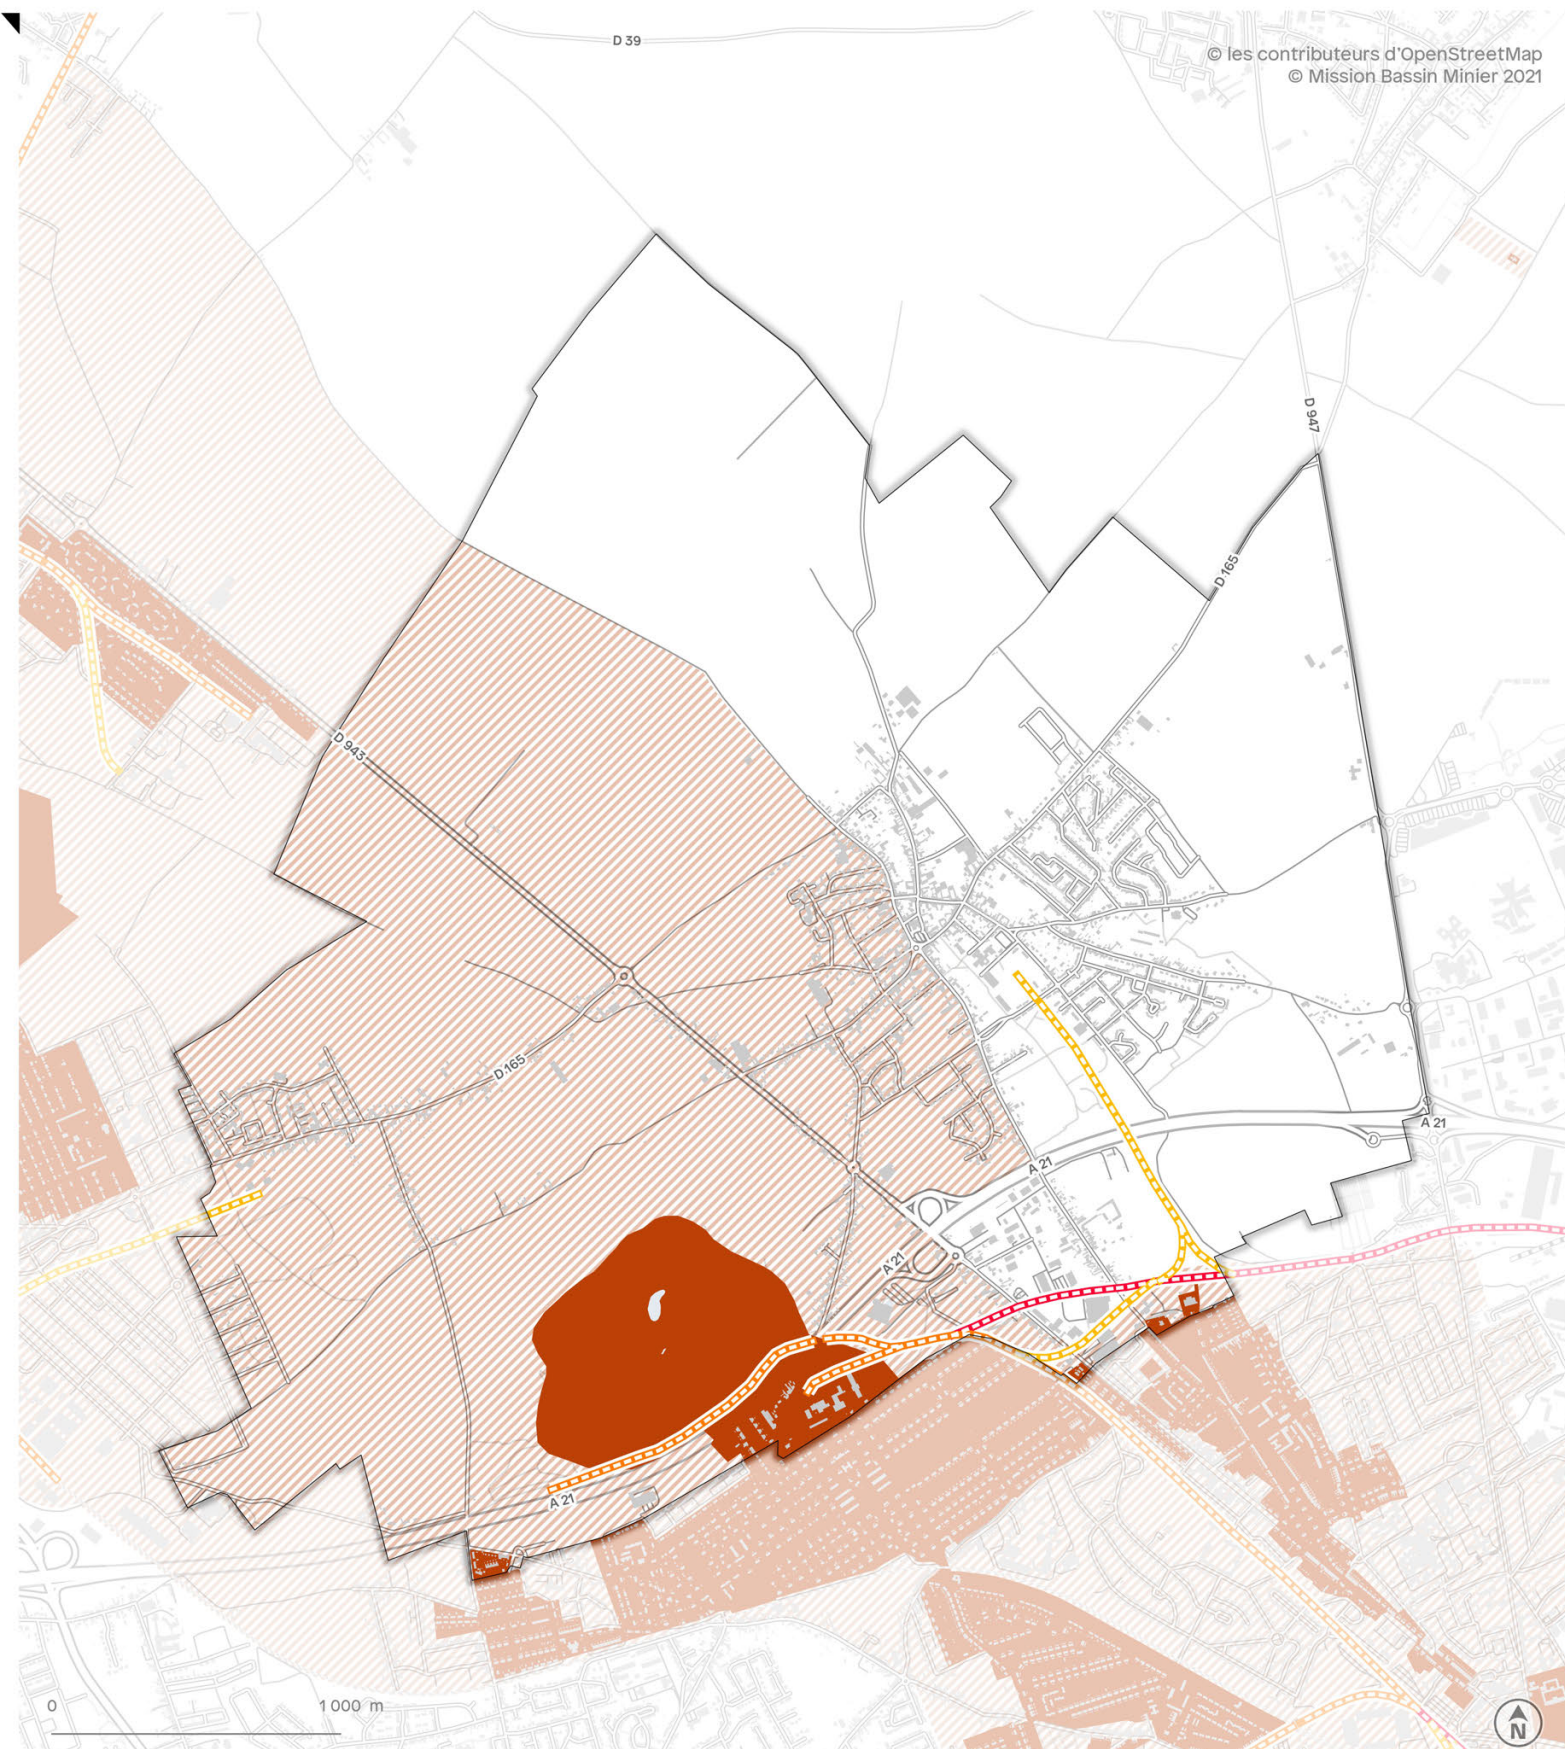 D 39
© les contributeurs d'OpenStreetMap
© Mission Bassin Minier 2021
D 947
D 165
D 943
D 165
A 21
A 21
A 21
A 21
0 1 000 m
N